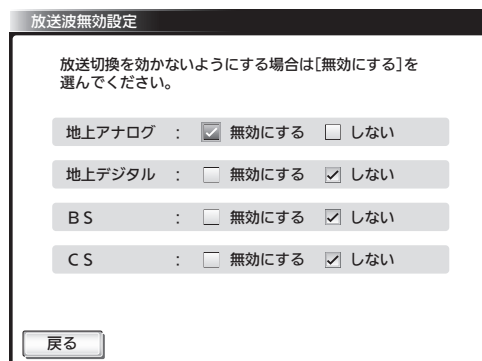 放送波無効設定
放送切換を効かないようにする場合は[無効にする]を
選んでください。
地上アナログ : 無効にする しない
地上デジタル : 無効にする しない
BS : 無効にする しない
CS : 無効にする しない
戻る